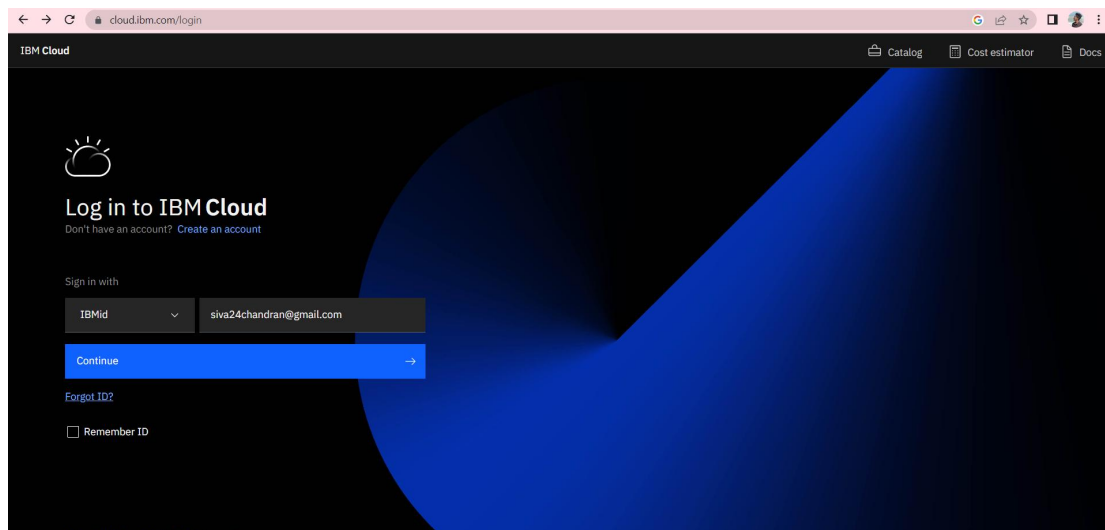 cloud.ibm.com/login
IBM Cloud
Catalog
Cost estimator
Docs
Log in to IBM Cloud
Don't have an account? Create an account
Sign in with
IBMid
siva24chandran@gmail.com
Continue
Forgot ID?
Remember ID